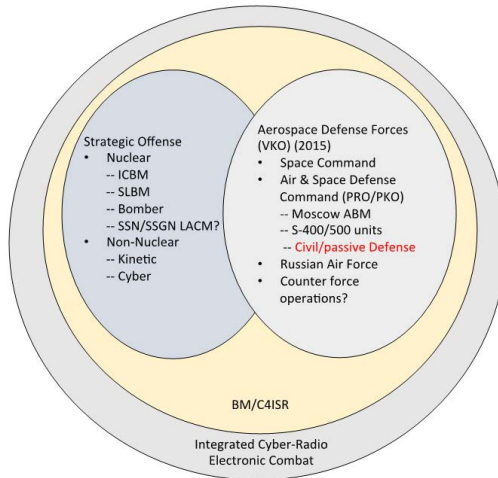 Strategic Offense
• Nuclear
-- ICBM
-- SLBM
-- Bomber
-- SSN/SSGN LACM?
• Non-Nuclear
-- Kinetic
-- Cyber
Aerospace Defense Forces
(VKO) (2015)
• Space Command
• Air & Space Defense
Command (PRO/PKO)
-- Moscow ABM
-- S-400/500 units
-- Civil/passive Defense
• Russian Air Force
• Counter force
operations?
BM/C4ISR
Integrated Cyber-Radio
Electronic Combat